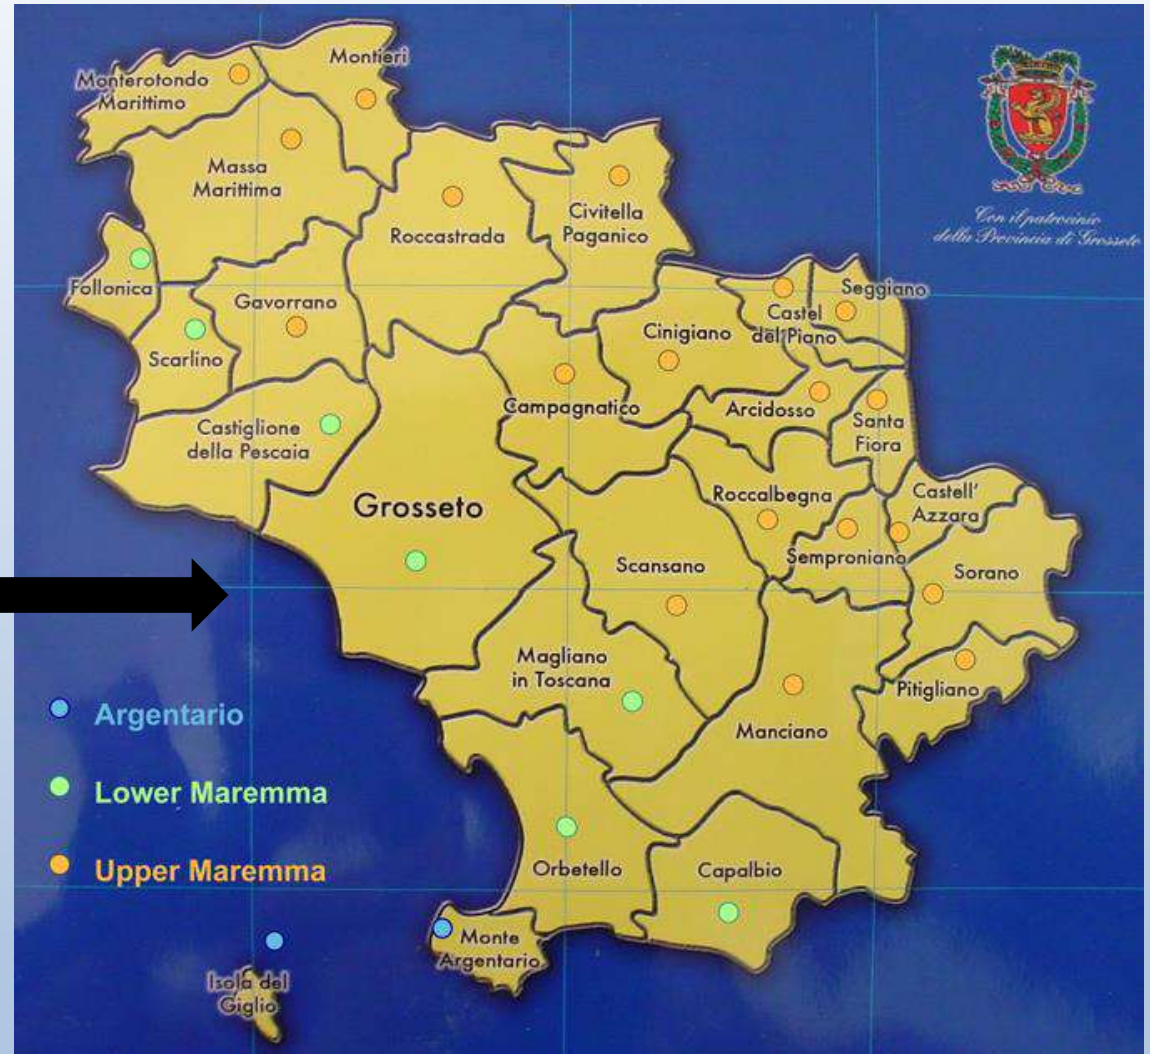 Montieri
Monterotondo
Marittimo
Massa
Marittima
Roccastrada
Civitella
Paganico
Con il patrocinio
della Provincia di Grosseto
Follonica
Gavorrano
Seggiano
Castel
del Piano
Cinigiano
Scarlino
Campagnatico
Arcidosso
Santa
Fiora
Castiglione
della Pescaia
Grosseto
Roccalbegna
Castell'
Azzara
Semproniano
Scansano
Sorano
Magliano
in Toscana
Pitigliano
Manciano
Argentario
Lower Maremma
Upper Maremma
Orbetello
Capalbio
Monte
Argentario
Isola del
Giglio